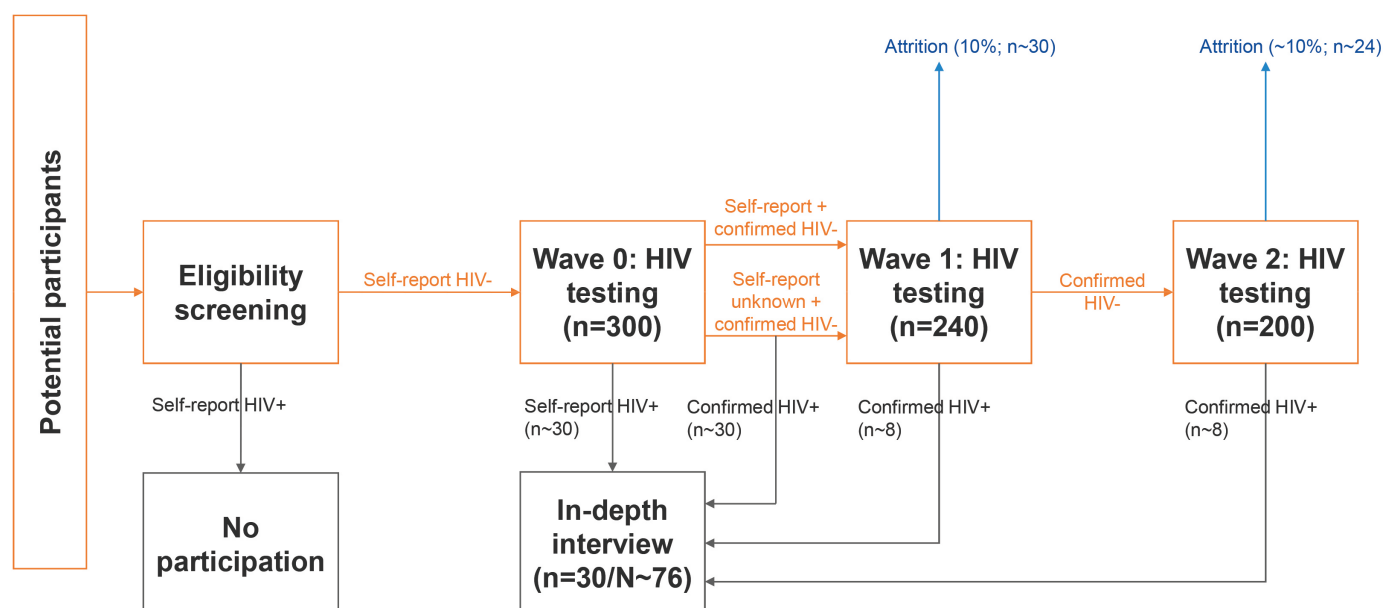 Potential participants
Attrition (10%; n~30)
Attrition (~10%; n~24)
Eligibility
screening
Self-report HIV-
Wave 0: HIV
testing
(n=300)
Self-report +
confirmed HIV-
Self-report
unknown +
confirmed HIV-
Wave 1: HIV
testing
(n=240)
Confirmed
HIV-
Wave 2: HIV
testing
(n=200)
Self-report HIV+
Self-report HIV+
(n~30)
Confirmed HIV+
(n~30)
Confirmed HIV+
(n~8)
Confirmed HIV+
(n~8)
No
participation
In-depth
interview
(n=30/N~76)